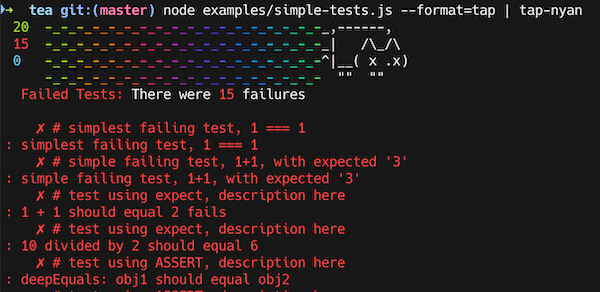 ➜ tea git:(master) node examples/simple-tests.js --format=tap | tap-nyan
20 -_-_-_-_-_-_-_-_-_-_-_-_-_-_-_-_-_,------,
15 -_-_-_-_-_-_-_-_-_-_-_-_-_-_-_-_-_| /\_/\
0 -_-_-_-_-_-_-_-_-_-_-_-_-_-_-_-_-^|__( x .x)
-_-_-_-_-_-_-_-_-_-_-_-_-_-_-_-_- "" ""
Failed Tests: There were 15 failures
✗ # simplest failing test, 1 === 1
: simplest failing test, 1 === 1
✗ # simple failing test, 1+1, with expected '3'
: simple failing test, 1+1, with expected '3'
✗ # test using expect, description here
: 1 + 1 should equal 2 fails
✗ # test using expect, description here
: 10 divided by 2 should equal 6
✗ # test using ASSERT, description here
: deepEquals: obj1 should equal obj2